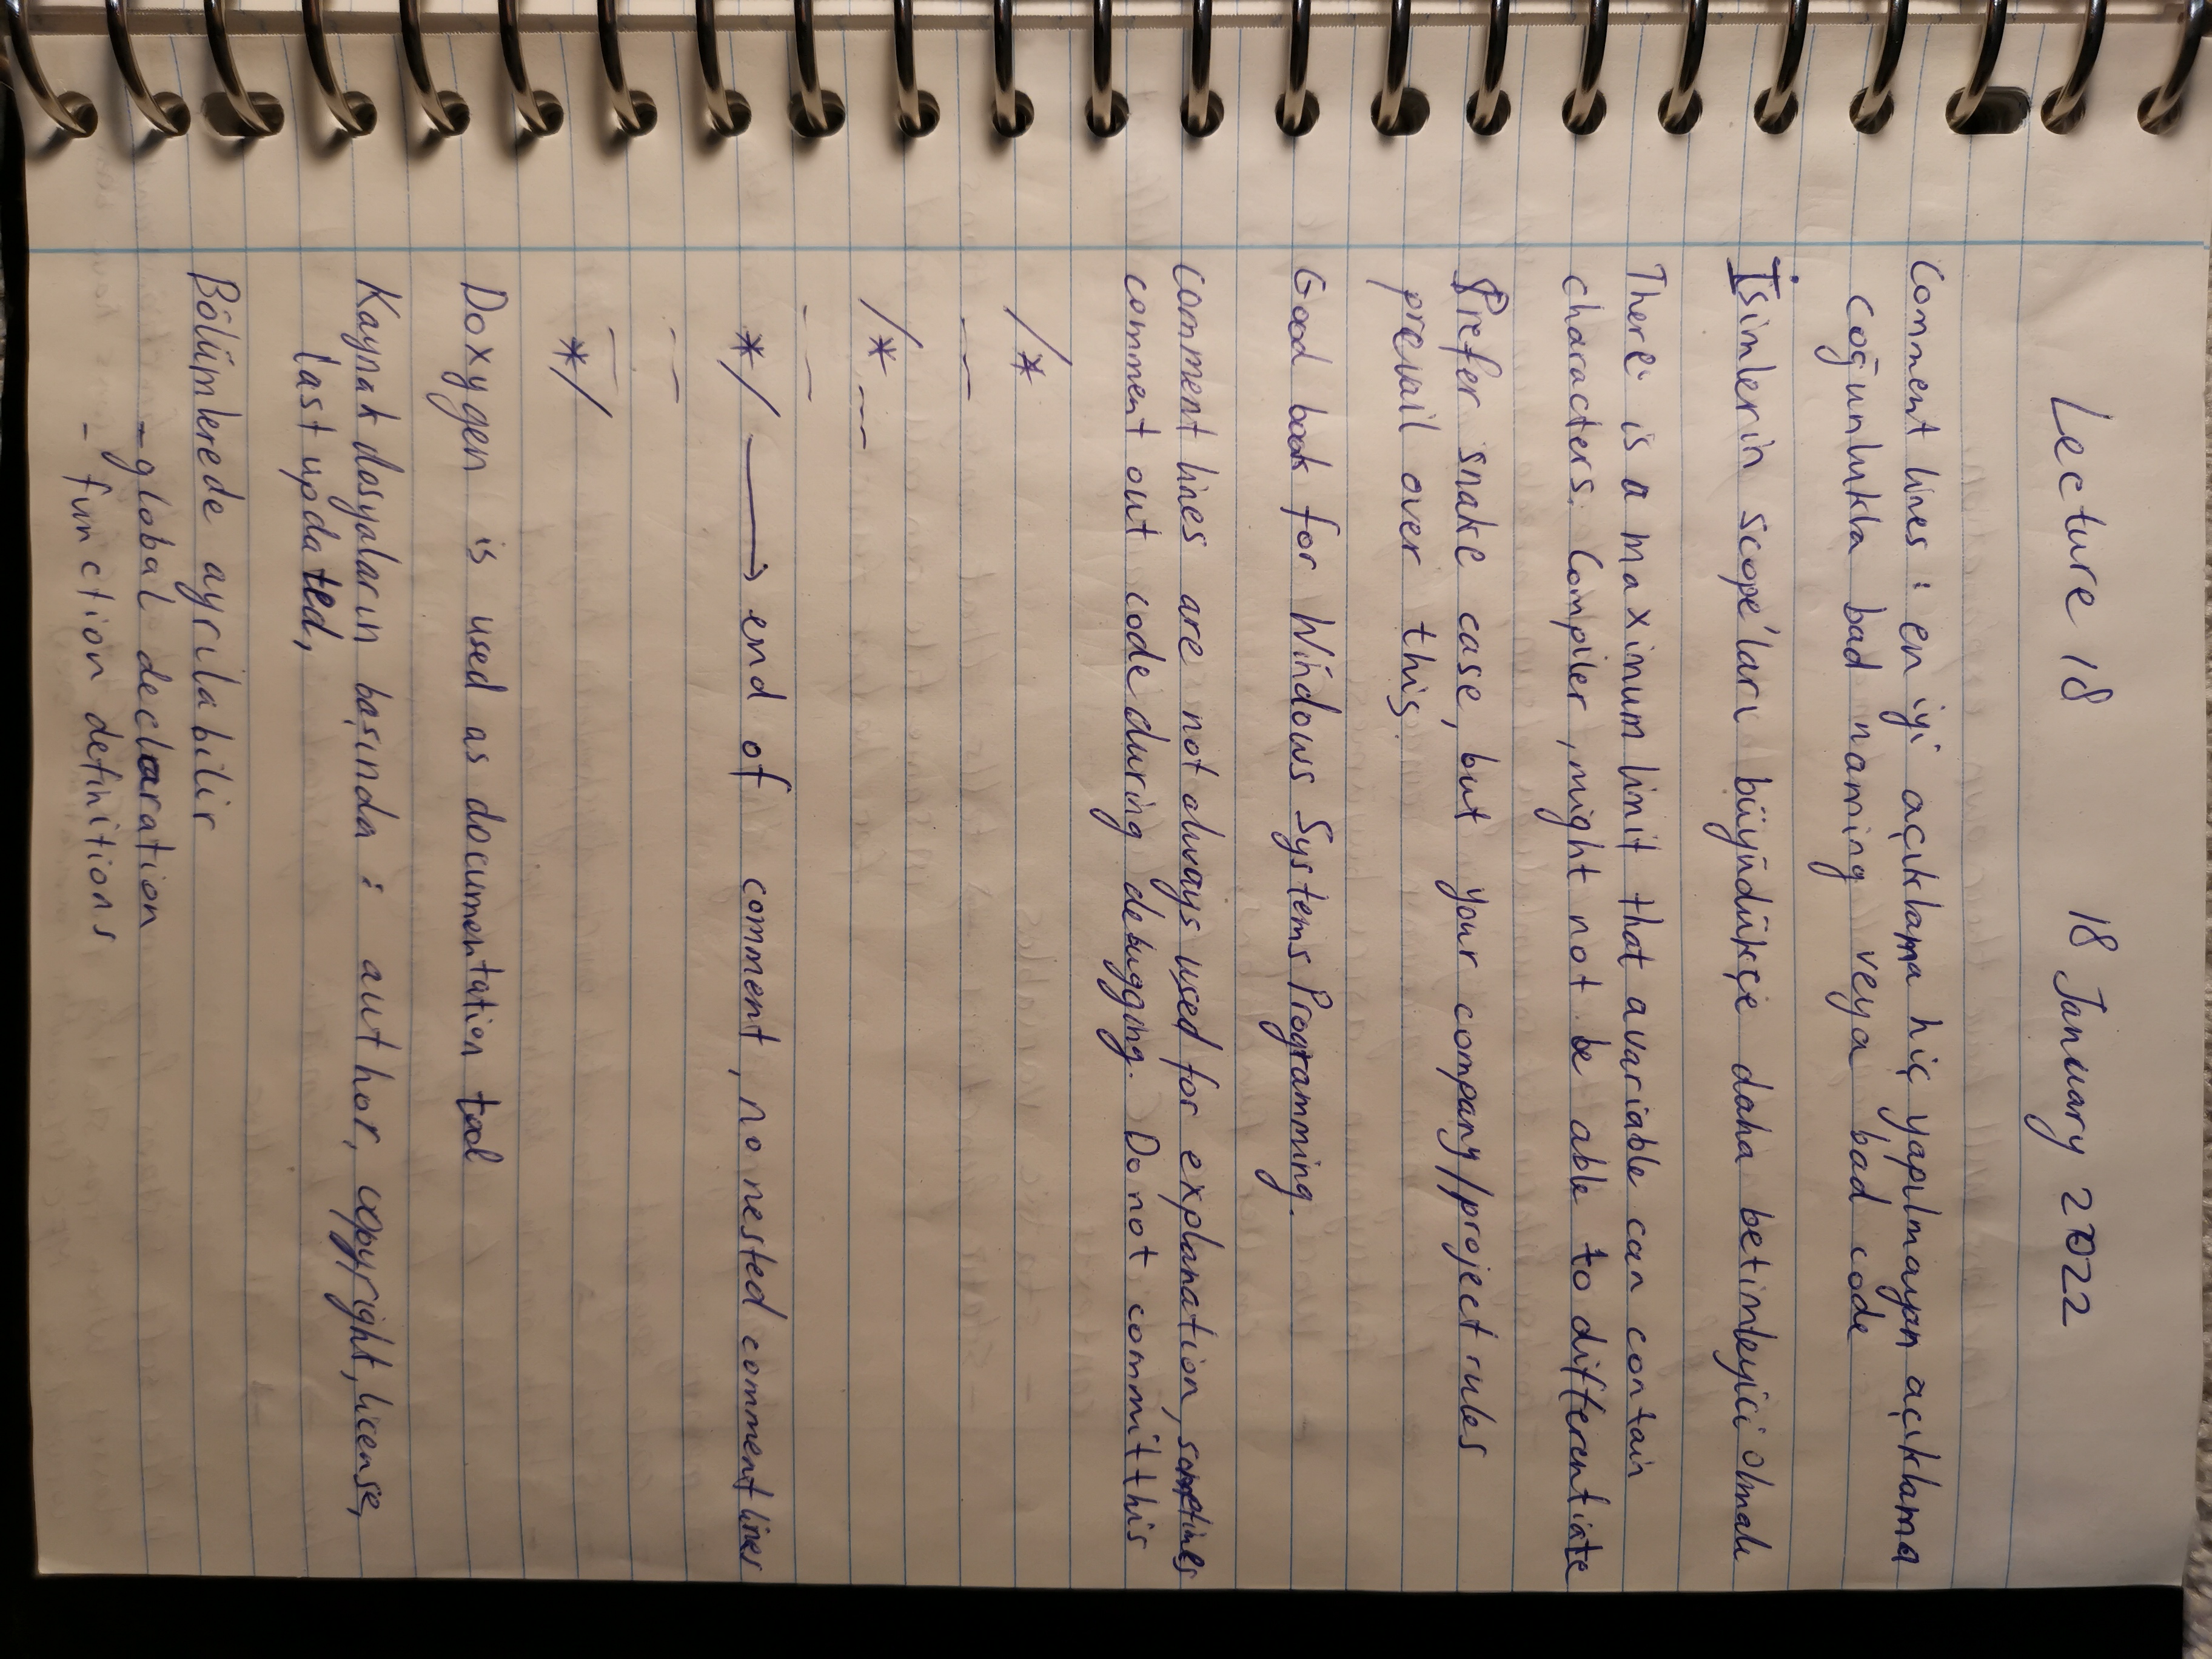 Lecture 18 18 January 2022
Comment lines : en iyi açıklama hiç yapılmayan açıklama
coğunlukla bad naming veya bad code
İsimlerin scope'ları büyüdükçe daha betimleyici olmalı
There is a maximum limit that a variable can contain
characters. Compiler, might not be able to differentiate
Prefer snake case, but your company/project rules
prevail over this.
Good book for Windows Systems Programming.
comment lines are not always used for explanation, sometimes
comment out code during debugging. Do not commit this
/*
/*
*/ → end of comment, no nested comment lines
*/
Doxygen is used as documentation tool
Kaynak dosyaların başında : author, copyright, license,
last updated,
Bölümlerede ayrılabilir
- global declaration
- function definitions